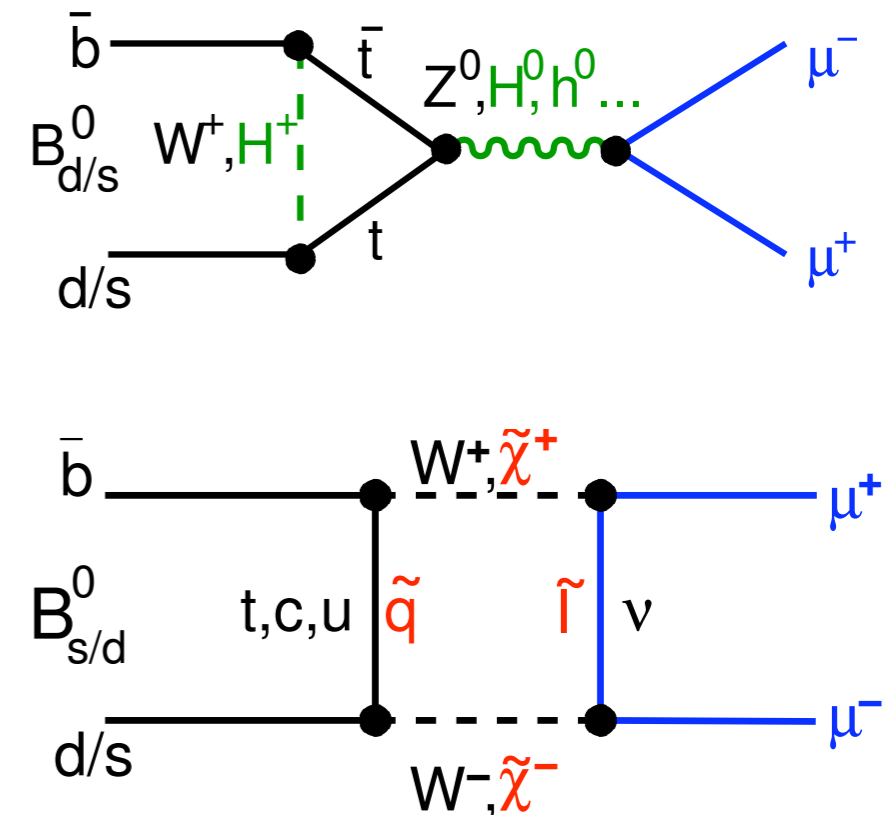 b̄
t̄
μ⁻
Z⁰,H⁰,h⁰...
B⁰d/s
W⁺,H⁺
t
μ⁺
d/s
b̄
W⁺,χ̃⁺
μ⁺
B⁰s/d
t,c,u
q̃
l̃
ν
d/s
μ⁻
W⁻,χ̃⁻